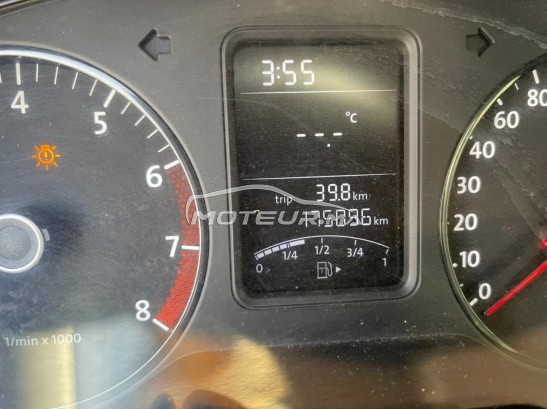 3:55
°C
---
trip 39.8 km
km
0 1/4 1/2 3/4 1
4 5 6 7 8
1/min x 1000
80 60 40 20 10 0
MOTEUR.MA